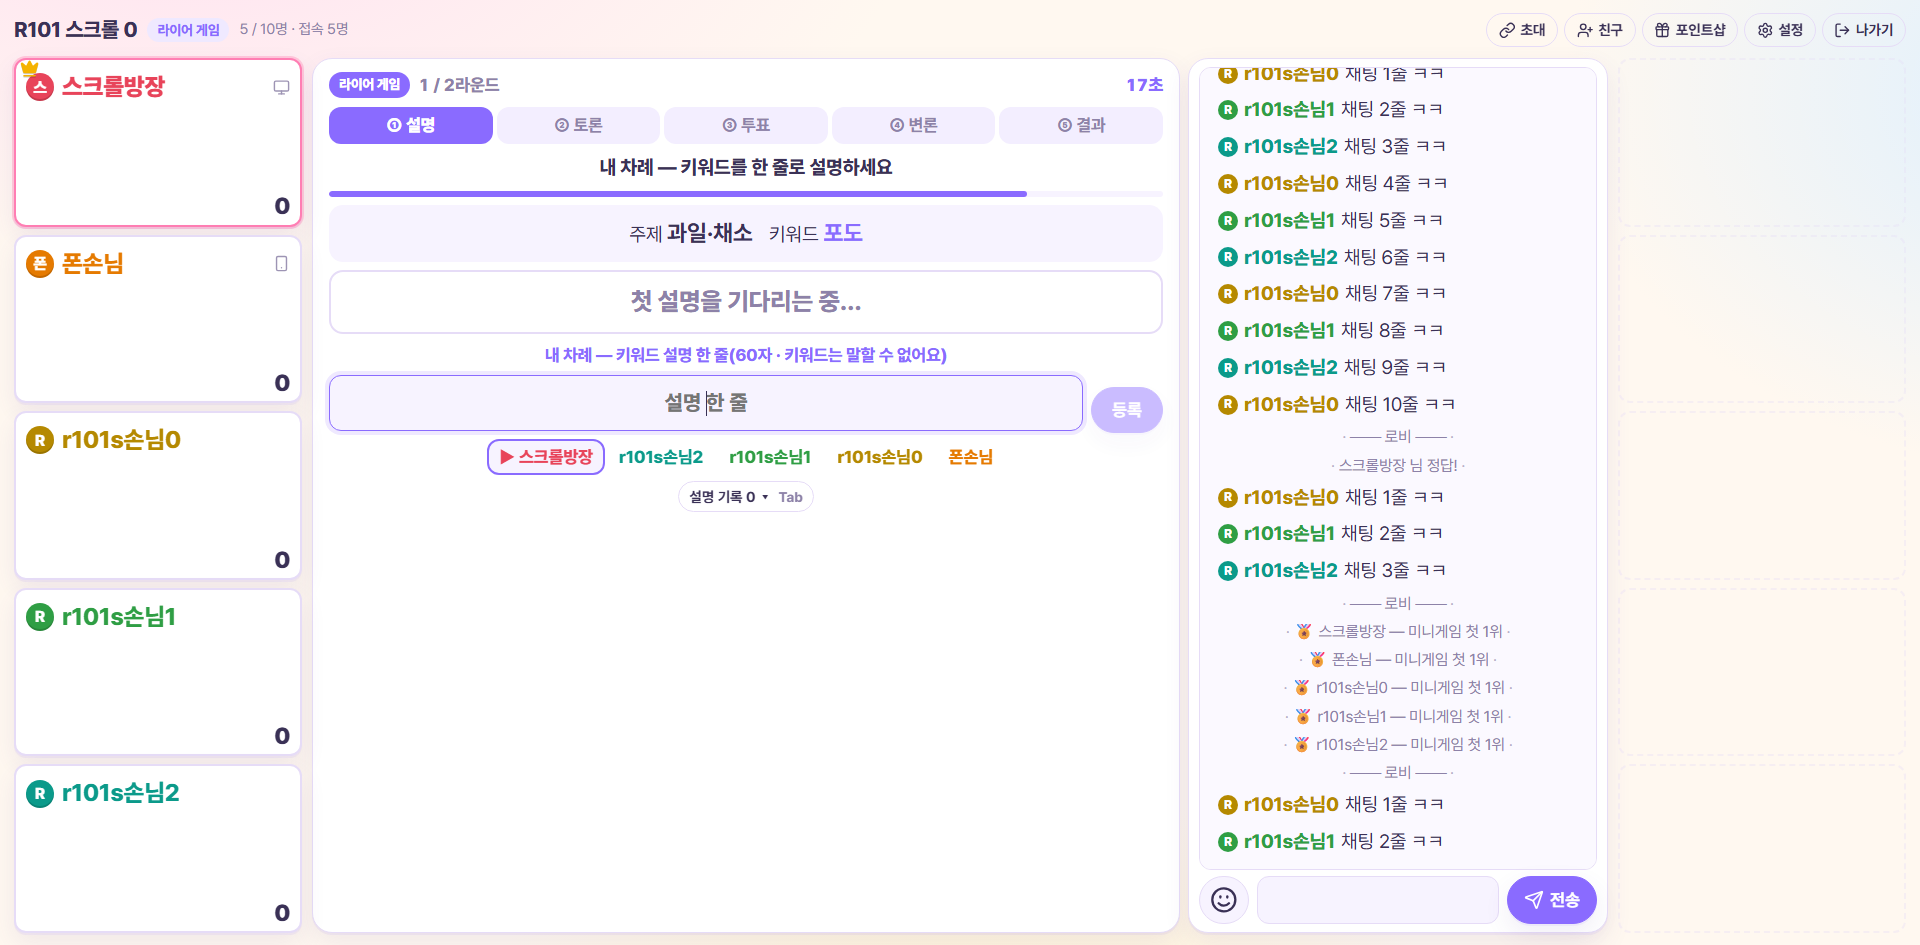 R101 스크롤 0 라이어 게임 5 / 10명 · 접속 5명
초대 친구 포인트샵 설정 나가기
스 스크롤방장
0
폰 폰손님
0
R r101s손님0
0
R r101s손님1
0
R r101s손님2
0
라이어 게임 1 / 2라운드 17초
① 설명 ② 토론 ③ 투표 ④ 변론 ⑤ 결과
내 차례 — 키워드를 한 줄로 설명하세요
주제 과일·채소 키워드 포도
첫 설명을 기다리는 중...
내 차례 — 키워드 설명 한 줄(60자 · 키워드는 말할 수 없어요)
설명 한 줄 등록
▶ 스크롤방장 r101s손님2 r101s손님1 r101s손님0 폰손님
설명 기록 0 ▾ Tab
R r101s손님0 채팅 1줄 ㅋㅋ
R r101s손님1 채팅 2줄 ㅋㅋ
R r101s손님2 채팅 3줄 ㅋㅋ
R r101s손님0 채팅 4줄 ㅋㅋ
R r101s손님1 채팅 5줄 ㅋㅋ
R r101s손님2 채팅 6줄 ㅋㅋ
R r101s손님0 채팅 7줄 ㅋㅋ
R r101s손님1 채팅 8줄 ㅋㅋ
R r101s손님2 채팅 9줄 ㅋㅋ
R r101s손님0 채팅 10줄 ㅋㅋ
· —— 로비 —— ·
· 스크롤방장 님 정답! ·
R r101s손님0 채팅 1줄 ㅋㅋ
R r101s손님1 채팅 2줄 ㅋㅋ
R r101s손님2 채팅 3줄 ㅋㅋ
· —— 로비 —— ·
· 🏅 스크롤방장 — 미니게임 첫 1위 ·
· 🏅 폰손님 — 미니게임 첫 1위 ·
· 🏅 r101s손님0 — 미니게임 첫 1위 ·
· 🏅 r101s손님1 — 미니게임 첫 1위 ·
· 🏅 r101s손님2 — 미니게임 첫 1위 ·
· —— 로비 —— ·
R r101s손님0 채팅 1줄 ㅋㅋ
R r101s손님1 채팅 2줄 ㅋㅋ
전송